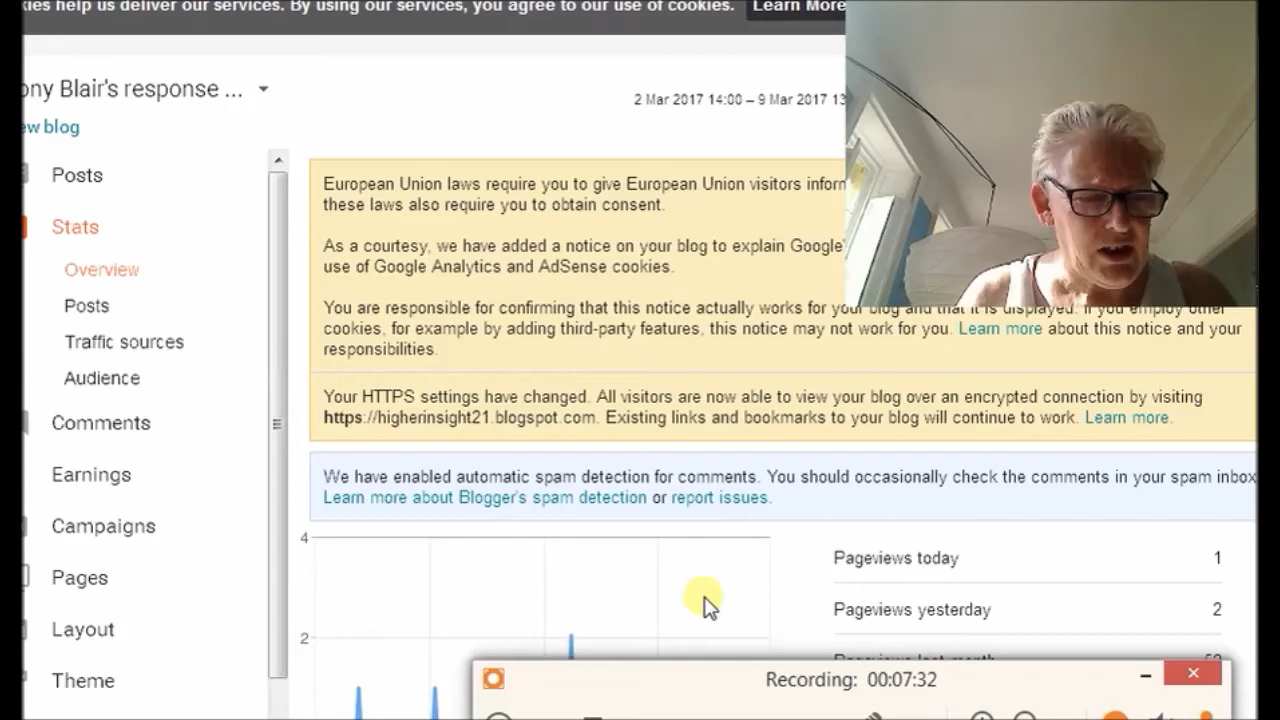 ies help us deliver our services. By using our services, you agree to our use of cookies. Learn More
ony Blair's response ...
2 Mar 2017 14:00 – 9 Mar 2017 13
ew blog
Posts
Stats
Overview
Posts
Traffic sources
Audience
Comments
Earnings
Campaigns
Pages
Layout
Theme
European Union laws require you to give European Union visitors infor
these laws also require you to obtain consent.
As a courtesy, we have added a notice on your blog to explain Google'
use of Google Analytics and AdSense cookies.
You are responsible for confirming that this notice actually works for your blog and that it is displayed. If you employ other
cookies, for example by adding third-party features, this notice may not work for you. Learn more about this notice and your
responsibilities.
Your HTTPS settings have changed. All visitors are now able to view your blog over an encrypted connection by visiting
https://higherinsight21.blogspot.com. Existing links and bookmarks to your blog will continue to work. Learn more.
We have enabled automatic spam detection for comments. You should occasionally check the comments in your spam inbox
Learn more about Blogger's spam detection or report issues.
4
2
Pageviews today 1
Pageviews yesterday 2
Pageviews last month
Recording: 00:07:32